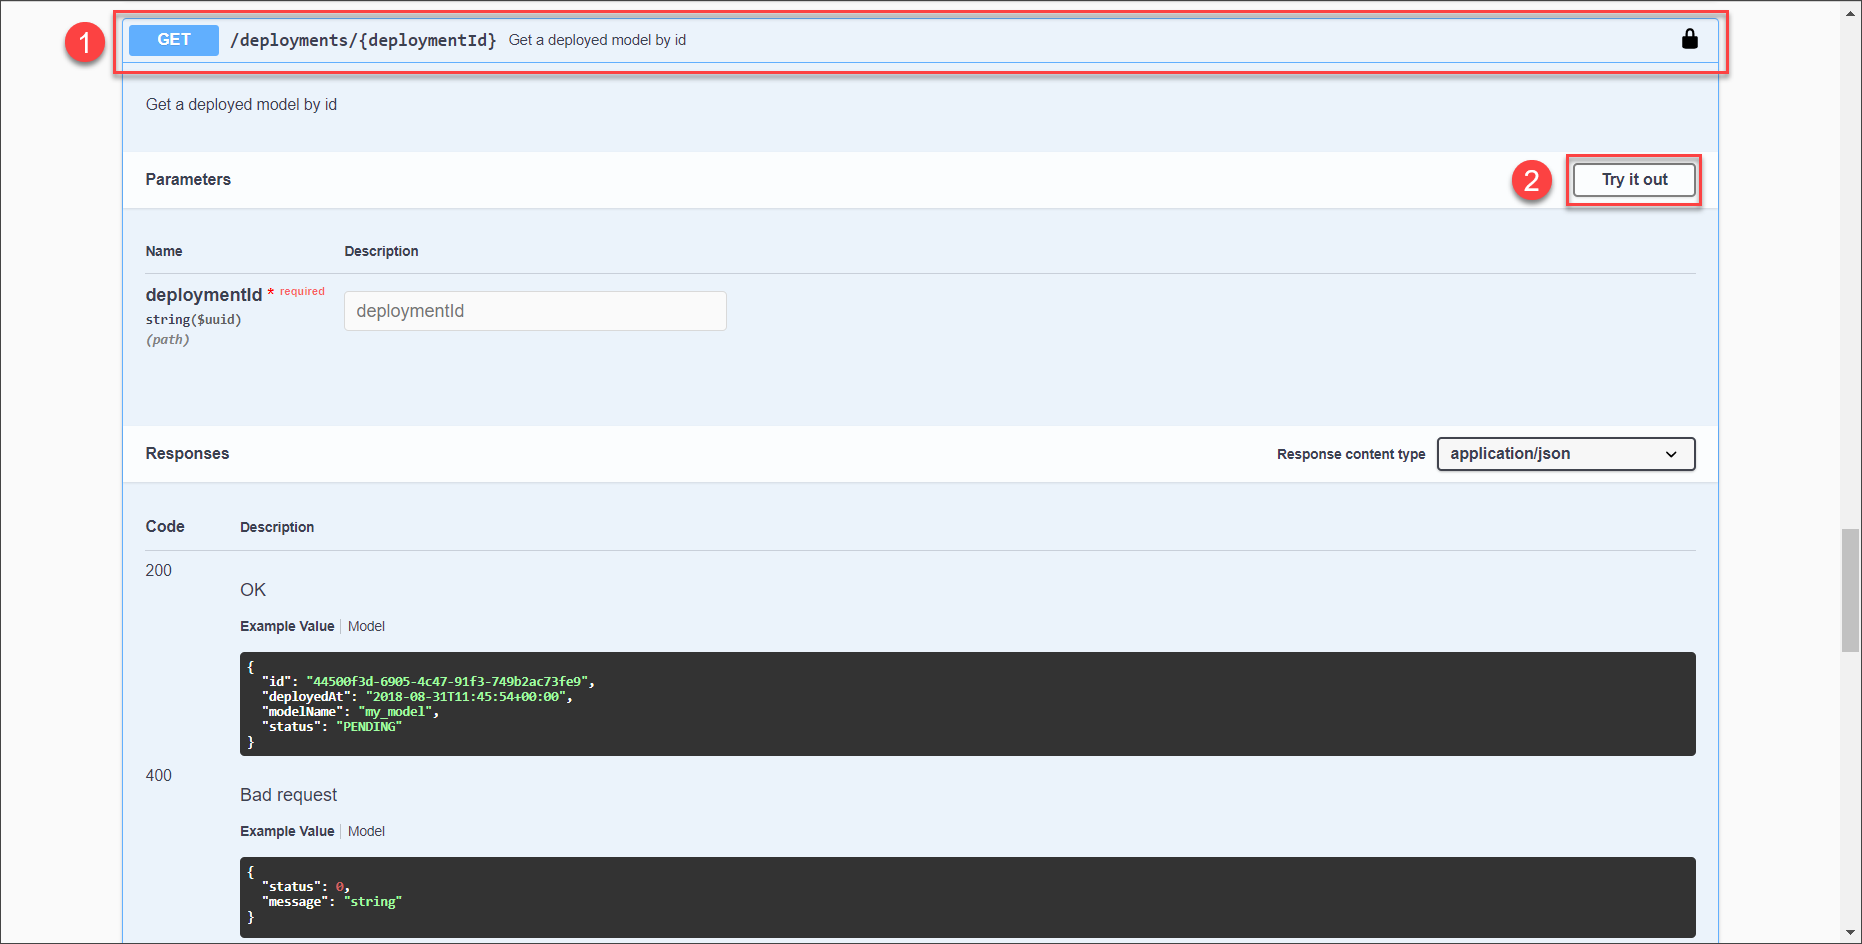 1 GET /deployments/{deploymentId} Get a deployed model by id
Get a deployed model by id
Parameters 2 Try it out
Name Description
deploymentId * required
string($uuid)
(path)
deploymentId
Responses Response content type application/json
Code Description
200
OK
Example Value Model
{
"id": "44500f3d-6905-4c47-91f3-749b2ac73fe9",
"deployedAt": "2018-08-31T11:45:54+00:00",
"modelName": "my_model",
"status": "PENDING"
}
400
Bad request
Example Value Model
{
"status": 0,
"message": "string"
}